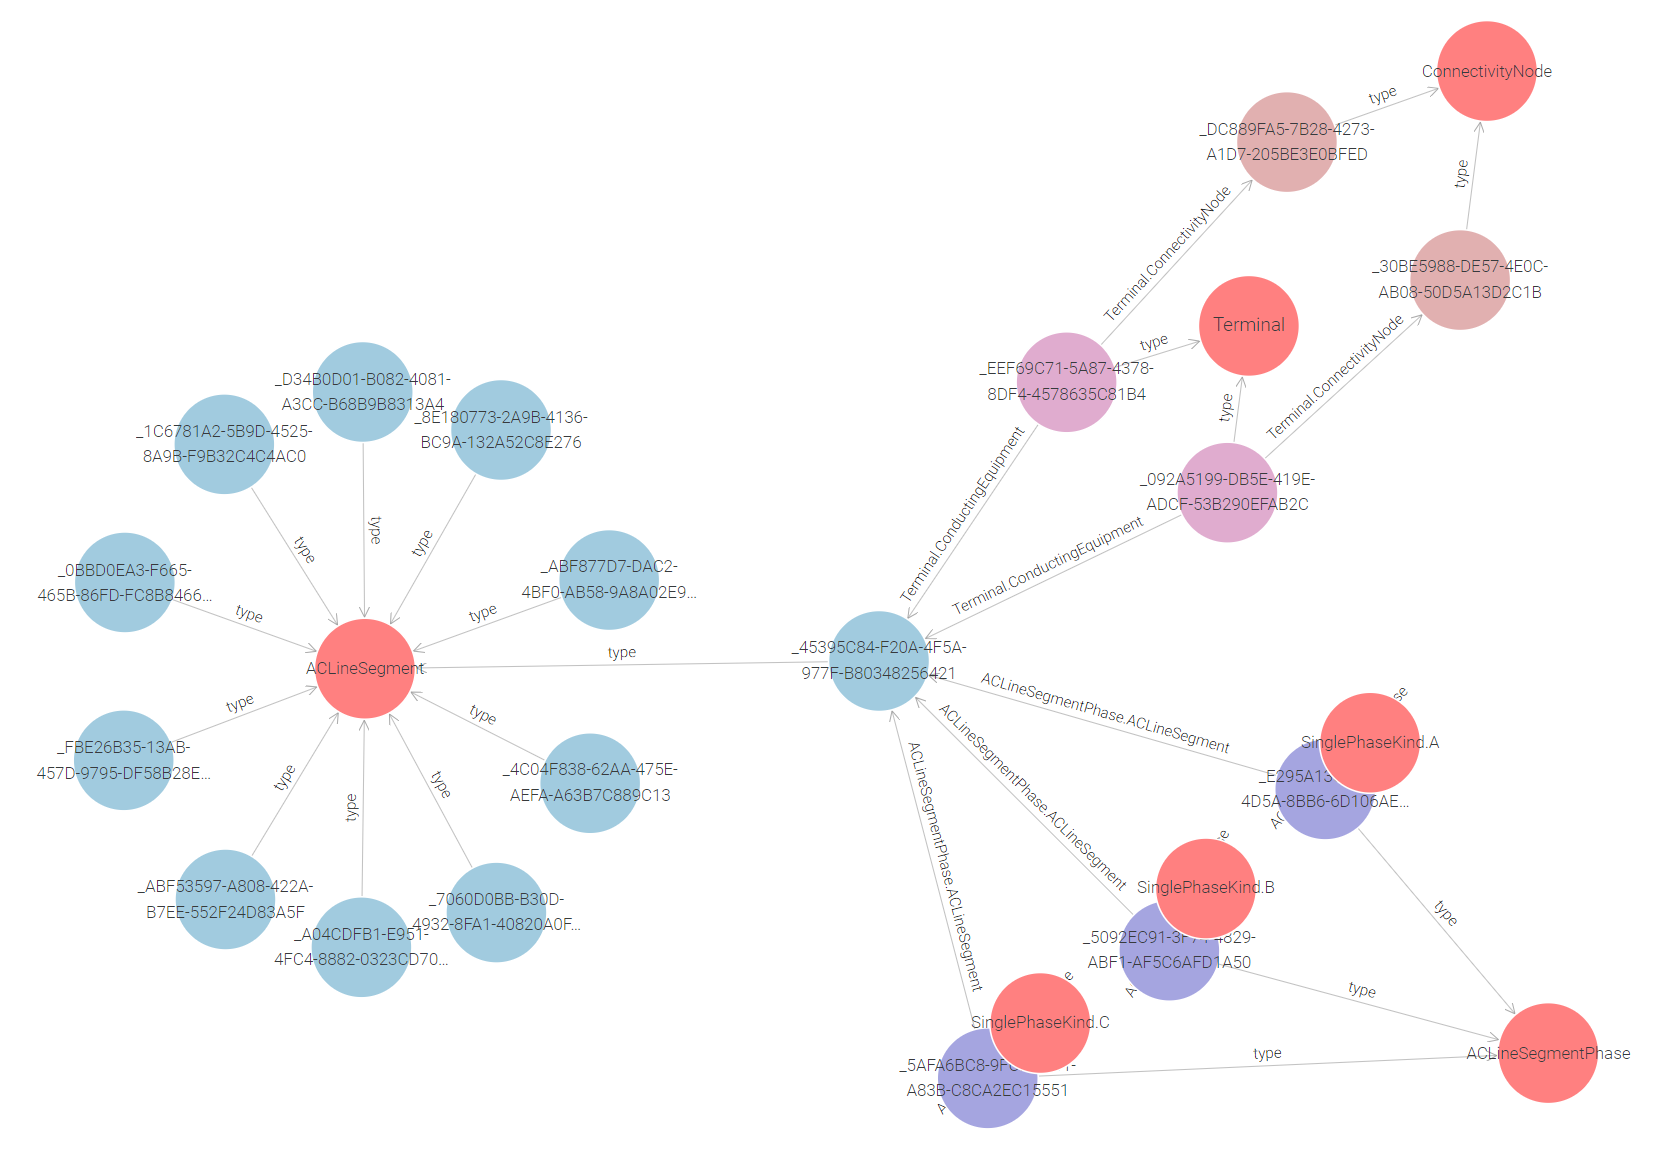 ConnectivityNode
type
_DC889FA5-7B28-4273-
A1D7-205BE3E0BFED
type
Terminal.ConnectivityNode
_30BE5988-DE57-4E0C-
AB08-50D5A13D2C1B
Terminal
type
_EEF69C71-5A87-4378-
8DF4-4578635C81B4
type
Terminal.ConnectivityNode
_092A5199-DB5E-419E-
ADCF-53B290EFAB2C
Terminal.ConductingEquipment
Terminal.ConductingEquipment
_D34B0D01-B082-4081-
A3CC-B68B9B8313A4
_8E180773-2A9B-4136-
BC9A-132A52C8E276
_1C6781A2-5B9D-4525-
8A9B-F9B32C4C4AC0
type
type
type
_0BBD0EA3-F665-
465B-86FD-FC8B8466...
_ABF877D7-DAC2-
4BF0-AB58-9A8A02E9...
type
type
ACLineSegment
type
_45395C84-F20A-4F5A-
977F-B80348256421
type
type
_FBE26B35-13AB-
457D-9795-DF58B28E...
_4C04F838-62AA-475E-
AEFA-A63B7C889C13
type
type
type
_ABF53597-A808-422A-
B7EE-552F24D83A5F
_A04CDFB1-E951-
4FC4-8882-0323CD70...
_7060D0BB-B30D-
4932-8FA1-40820A0F...
ACLineSegmentPhase.ACLineSegment
ACLineSegmentPhase.ACLineSegment
ACLineSegmentPhase.ACLineSegment
se
SinglePhaseKind.A
_E295A13
4D5A-8BB6-6D106AE...
A
e
SinglePhaseKind.B
_5092EC91-3F 4829-
ABF1-AF5C6AFD1A50
A
type
type
e
SinglePhaseKind.C
_5AFA6BC8-9F
A83B-C8CA2EC15551
A
type
ACLineSegmentPhase